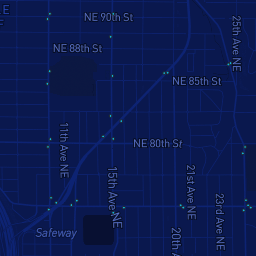 E
NE 90th St
25th Ave NE
NE 88th St
NE 85th St
11th Ave NE
NE 80th St
15th Ave NE
21st Ave NE
23rd Ave NE
20th A
Safeway